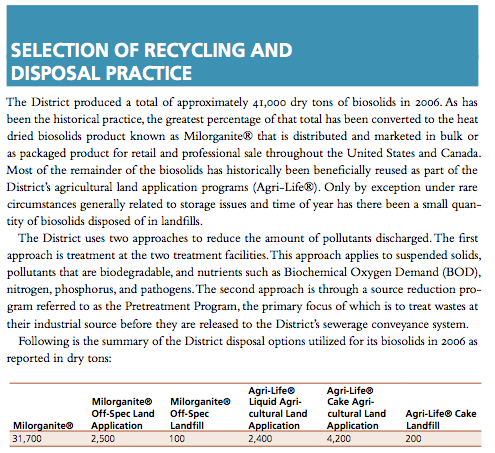 SELECTION OF RECYCLING AND
DISPOSAL PRACTICE
The District produced a total of approximately 41,000 dry tons of biosolids in 2006. As has
been the historical practice, the greatest percentage of that total has been converted to the heat
dried biosolids product known as Milorganite® that is distributed and marketed in bulk or
as packaged product for retail and professional sale throughout the United States and Canada.
Most of the remainder of the biosolids has historically been beneficially reused as part of the
District's agricultural land application programs (Agri-Life®). Only by exception under rare
circumstances generally related to storage issues and time of year has there been a small quan-
tity of biosolids disposed of in landfills.
The District uses two approaches to reduce the amount of pollutants discharged. The first
approach is treatment at the two treatment facilities. This approach applies to suspended solids,
pollutants that are biodegradable, and nutrients such as Biochemical Oxygen Demand (BOD),
nitrogen, phosphorus, and pathogens. The second approach is through a source reduction pro-
gram referred to as the Pretreatment Program, the primary focus of which is to treat wastes at
their industrial source before they are released to the District's sewerage conveyance system.
Following is the summary of the District disposal options utilized for its biosolids in 2006 as
reported in dry tons:
Agri-Life® Agri-Life®
Milorganite® Milorganite® Liquid Agri- Cake Agri-
Off-Spec Land Off-Spec cultural Land cultural Land Agri-Life® Cake
Milorganite® Application Landfill Application Application Landfill
31,700 2,500 100 2,400 4,200 200